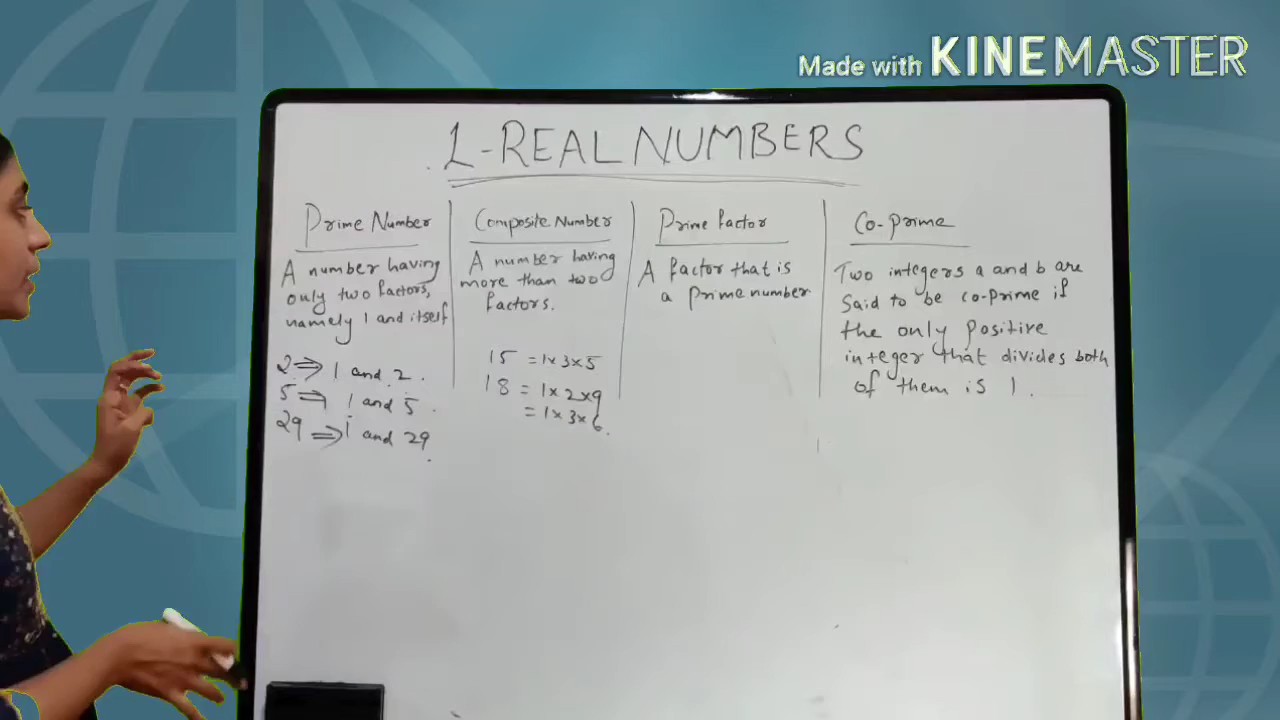 Made with KINEMASTER
1-REAL NUMBERS
Prime Number
A number having
only two factors,
namely 1 and itself
2 ⇒ 1 and 2.
5 ⇒ 1 and 5.
29 ⇒ 1 and 29.
Composite Number
A number having
more than two
factors.
15 = 1×3×5
18 = 1×2×9
= 1×3×6.
Prime factor
A factor that is
a prime number
Co-prime
Two integers a and b are
said to be co-prime if
the only positive
integer that divides both
of them is 1.